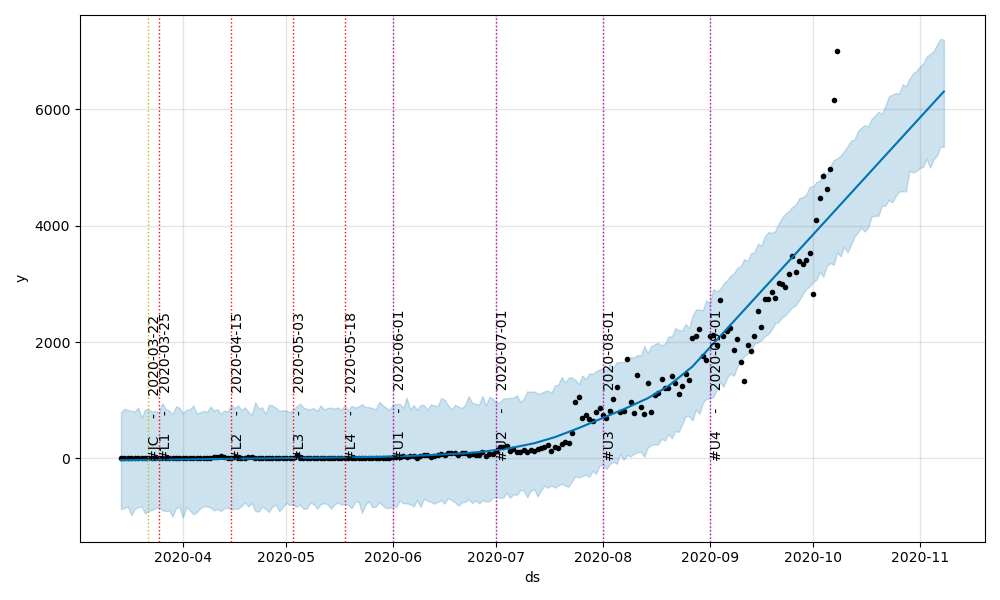 6000
4000
2000
0
y
#JC - 2020-03-22
#L1 - 2020-03-25
#L2 - 2020-04-15
#L3 - 2020-05-03
#L4 - 2020-05-18
#U1 - 2020-06-01
#U2 - 2020-07-01
#U3 - 2020-08-01
#U4 - 2020-09-01
2020-04
2020-05
2020-06
2020-07
2020-08
2020-09
2020-10
2020-11
ds